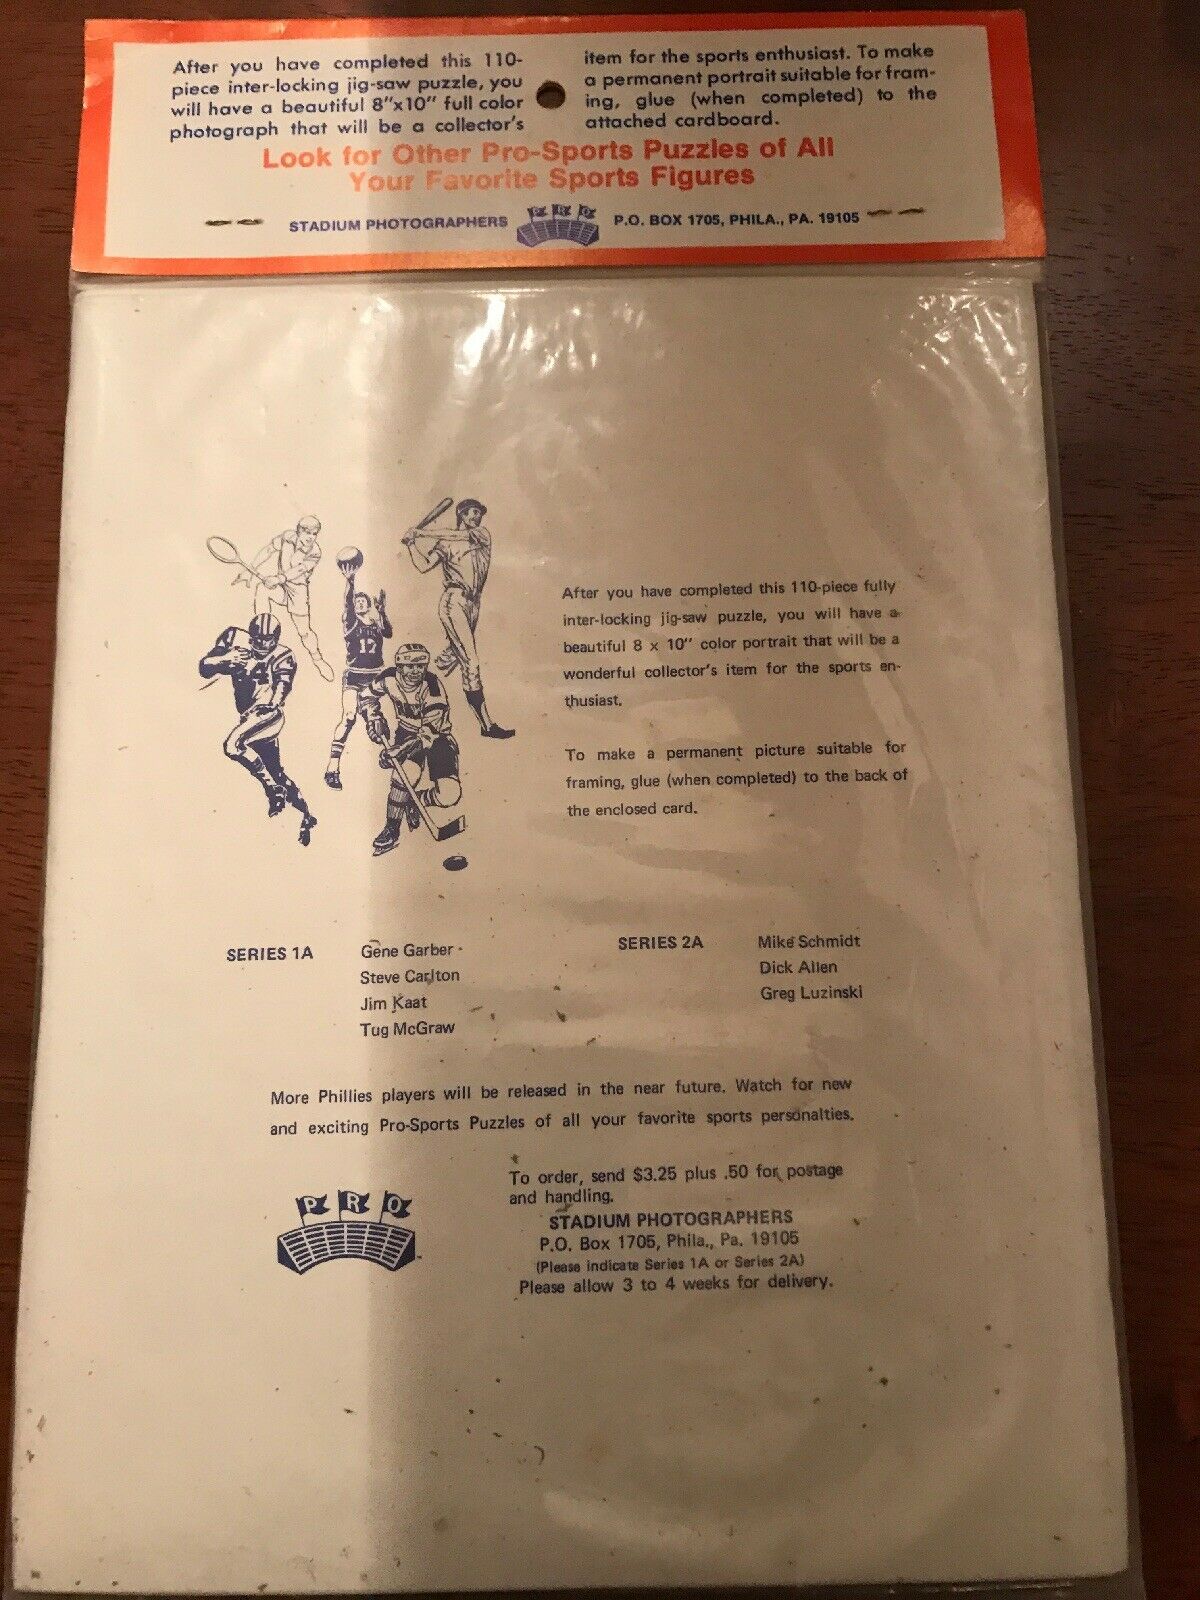 After you have completed this 110-
piece inter-locking jig-saw puzzle, you
will have a beautiful 8"x10" full color
photograph that will be a collector's
item for the sports enthusiast. To make
a permanent portrait suitable for fram-
ing, glue (when completed) to the
attached cardboard.
Look for Other Pro-Sports Puzzles of All
Your Favorite Sports Figures
STADIUM PHOTOGRAPHERS PRO P.O. BOX 1705, PHILA., PA. 19105
17
4
After you have completed this 110-piece fully
inter-locking jig-saw puzzle, you will have a
beautiful 8 x 10" color portrait that will be a
wonderful collector's item for the sports en-
thusiast.
To make a permanent picture suitable for
framing, glue (when completed) to the back of
the enclosed card.
SERIES 1A
Gene Garber
Steve Carlton
Jim Kaat
Tug McGraw
SERIES 2A
Mike Schmidt
Dick Allen
Greg Luzinski
More Phillies players will be released in the near future. Watch for new
and exciting Pro-Sports Puzzles of all your favorite sports personalties.
PRO
To order, send $3.25 plus .50 for postage
and handling.
STADIUM PHOTOGRAPHERS
P.O. Box 1705, Phila., Pa. 19105
(Please indicate Series 1A or Series 2A)
Please allow 3 to 4 weeks for delivery.